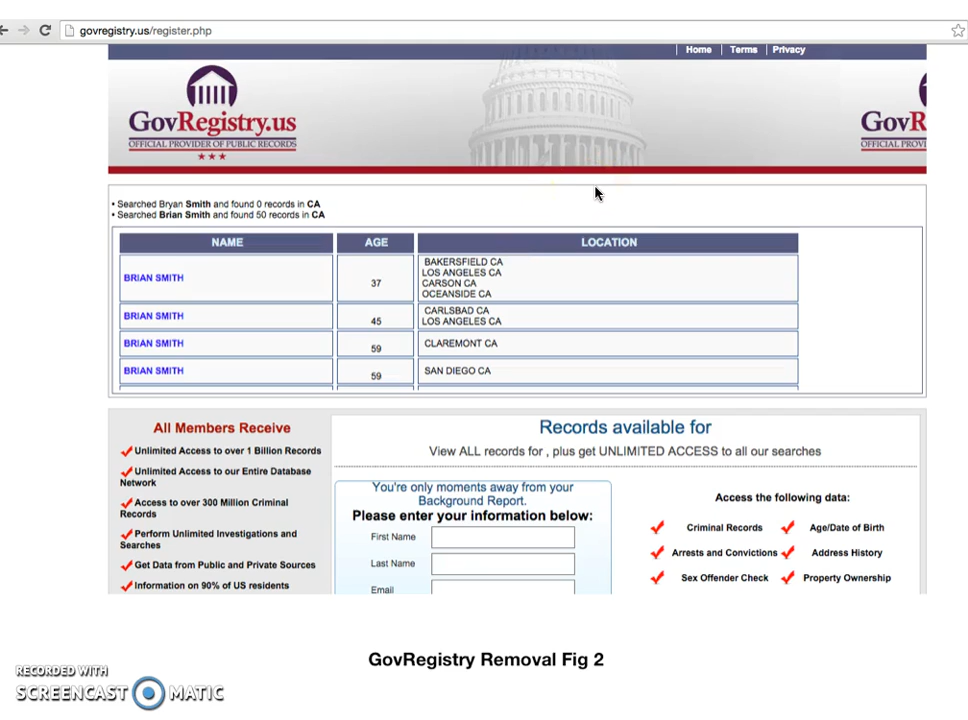 govregistry.us/register.php
Home Terms Privacy
GovRegistry.us
OFFICIAL PROVIDER OF PUBLIC RECORDS
GovR
OFFICIAL PROVI
• Searched Bryan Smith and found 0 records in CA
• Searched Brian Smith and found 50 records in CA
NAME AGE LOCATION
BRIAN SMITH 37 BAKERSFIELD CA
LOS ANGELES CA
CARSON CA
OCEANSIDE CA
BRIAN SMITH 45 CARLSBAD CA
LOS ANGELES CA
BRIAN SMITH 59 CLAREMONT CA
BRIAN SMITH 59 SAN DIEGO CA
All Members Receive
Unlimited Access to over 1 Billion Records
Unlimited Access to our Entire Database
Network
Access to over 300 Million Criminal
Records
Perform Unlimited Investigations and
Searches
Get Data from Public and Private Sources
Information on 90% of US residents
Records available for
View ALL records for , plus get UNLIMITED ACCESS to all our searches
You're only moments away from your
Background Report.
Please enter your information below:
First Name
Last Name
Email
Access the following data:
Criminal Records Age/Date of Birth
Arrests and Convictions Address History
Sex Offender Check Property Ownership
GovRegistry Removal Fig 2
RECORDED WITH
SCREENCAST MATIC